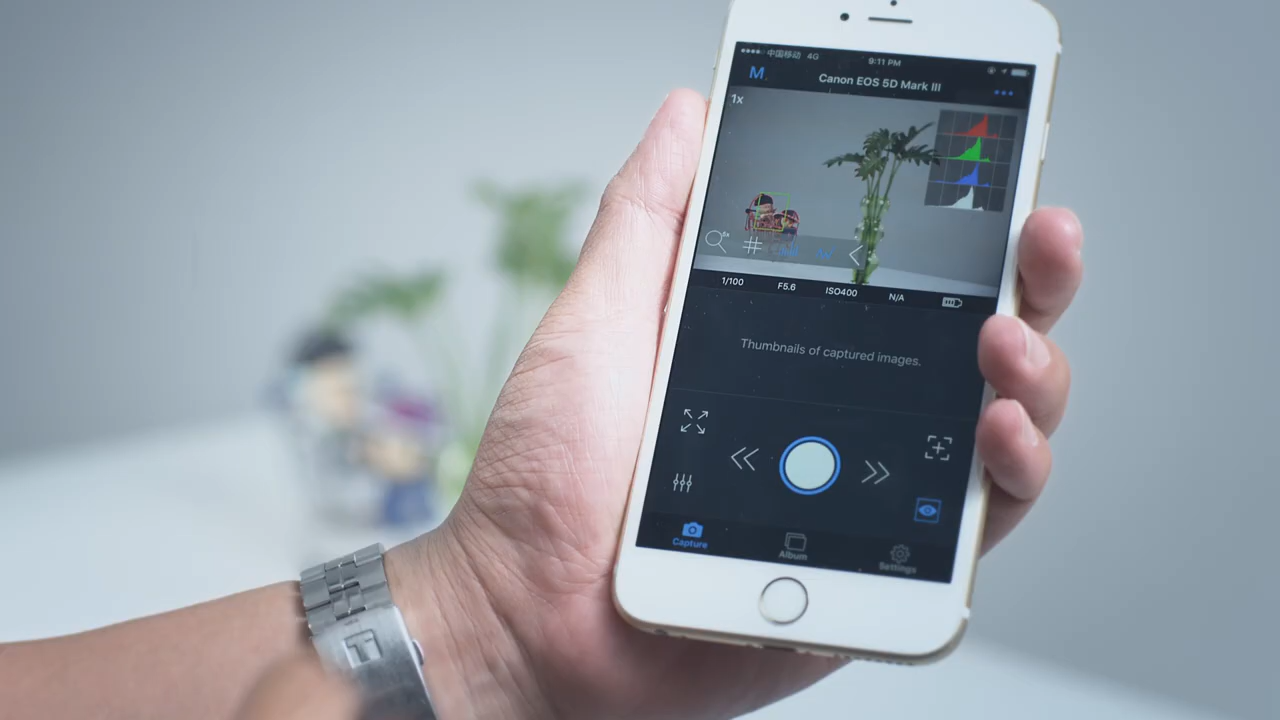 中国移动 4G 9:11 PM
M Canon EOS 5D Mark III
1x
1/100 F5.6 ISO400 N/A
Thumbnails of captured images.
Capture Album Settings